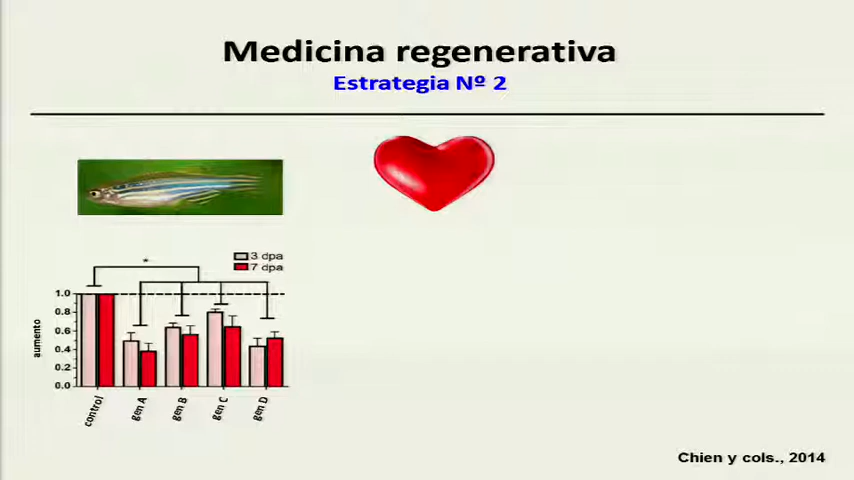 Medicina regenerativa
Estrategia Nº 2
3 dpa
7 dpa
*
1.0
0.8
0.6
0.4
0.2
0.0
aumento
control
gen A
gen B
gen C
gen D
Chien y cols., 2014